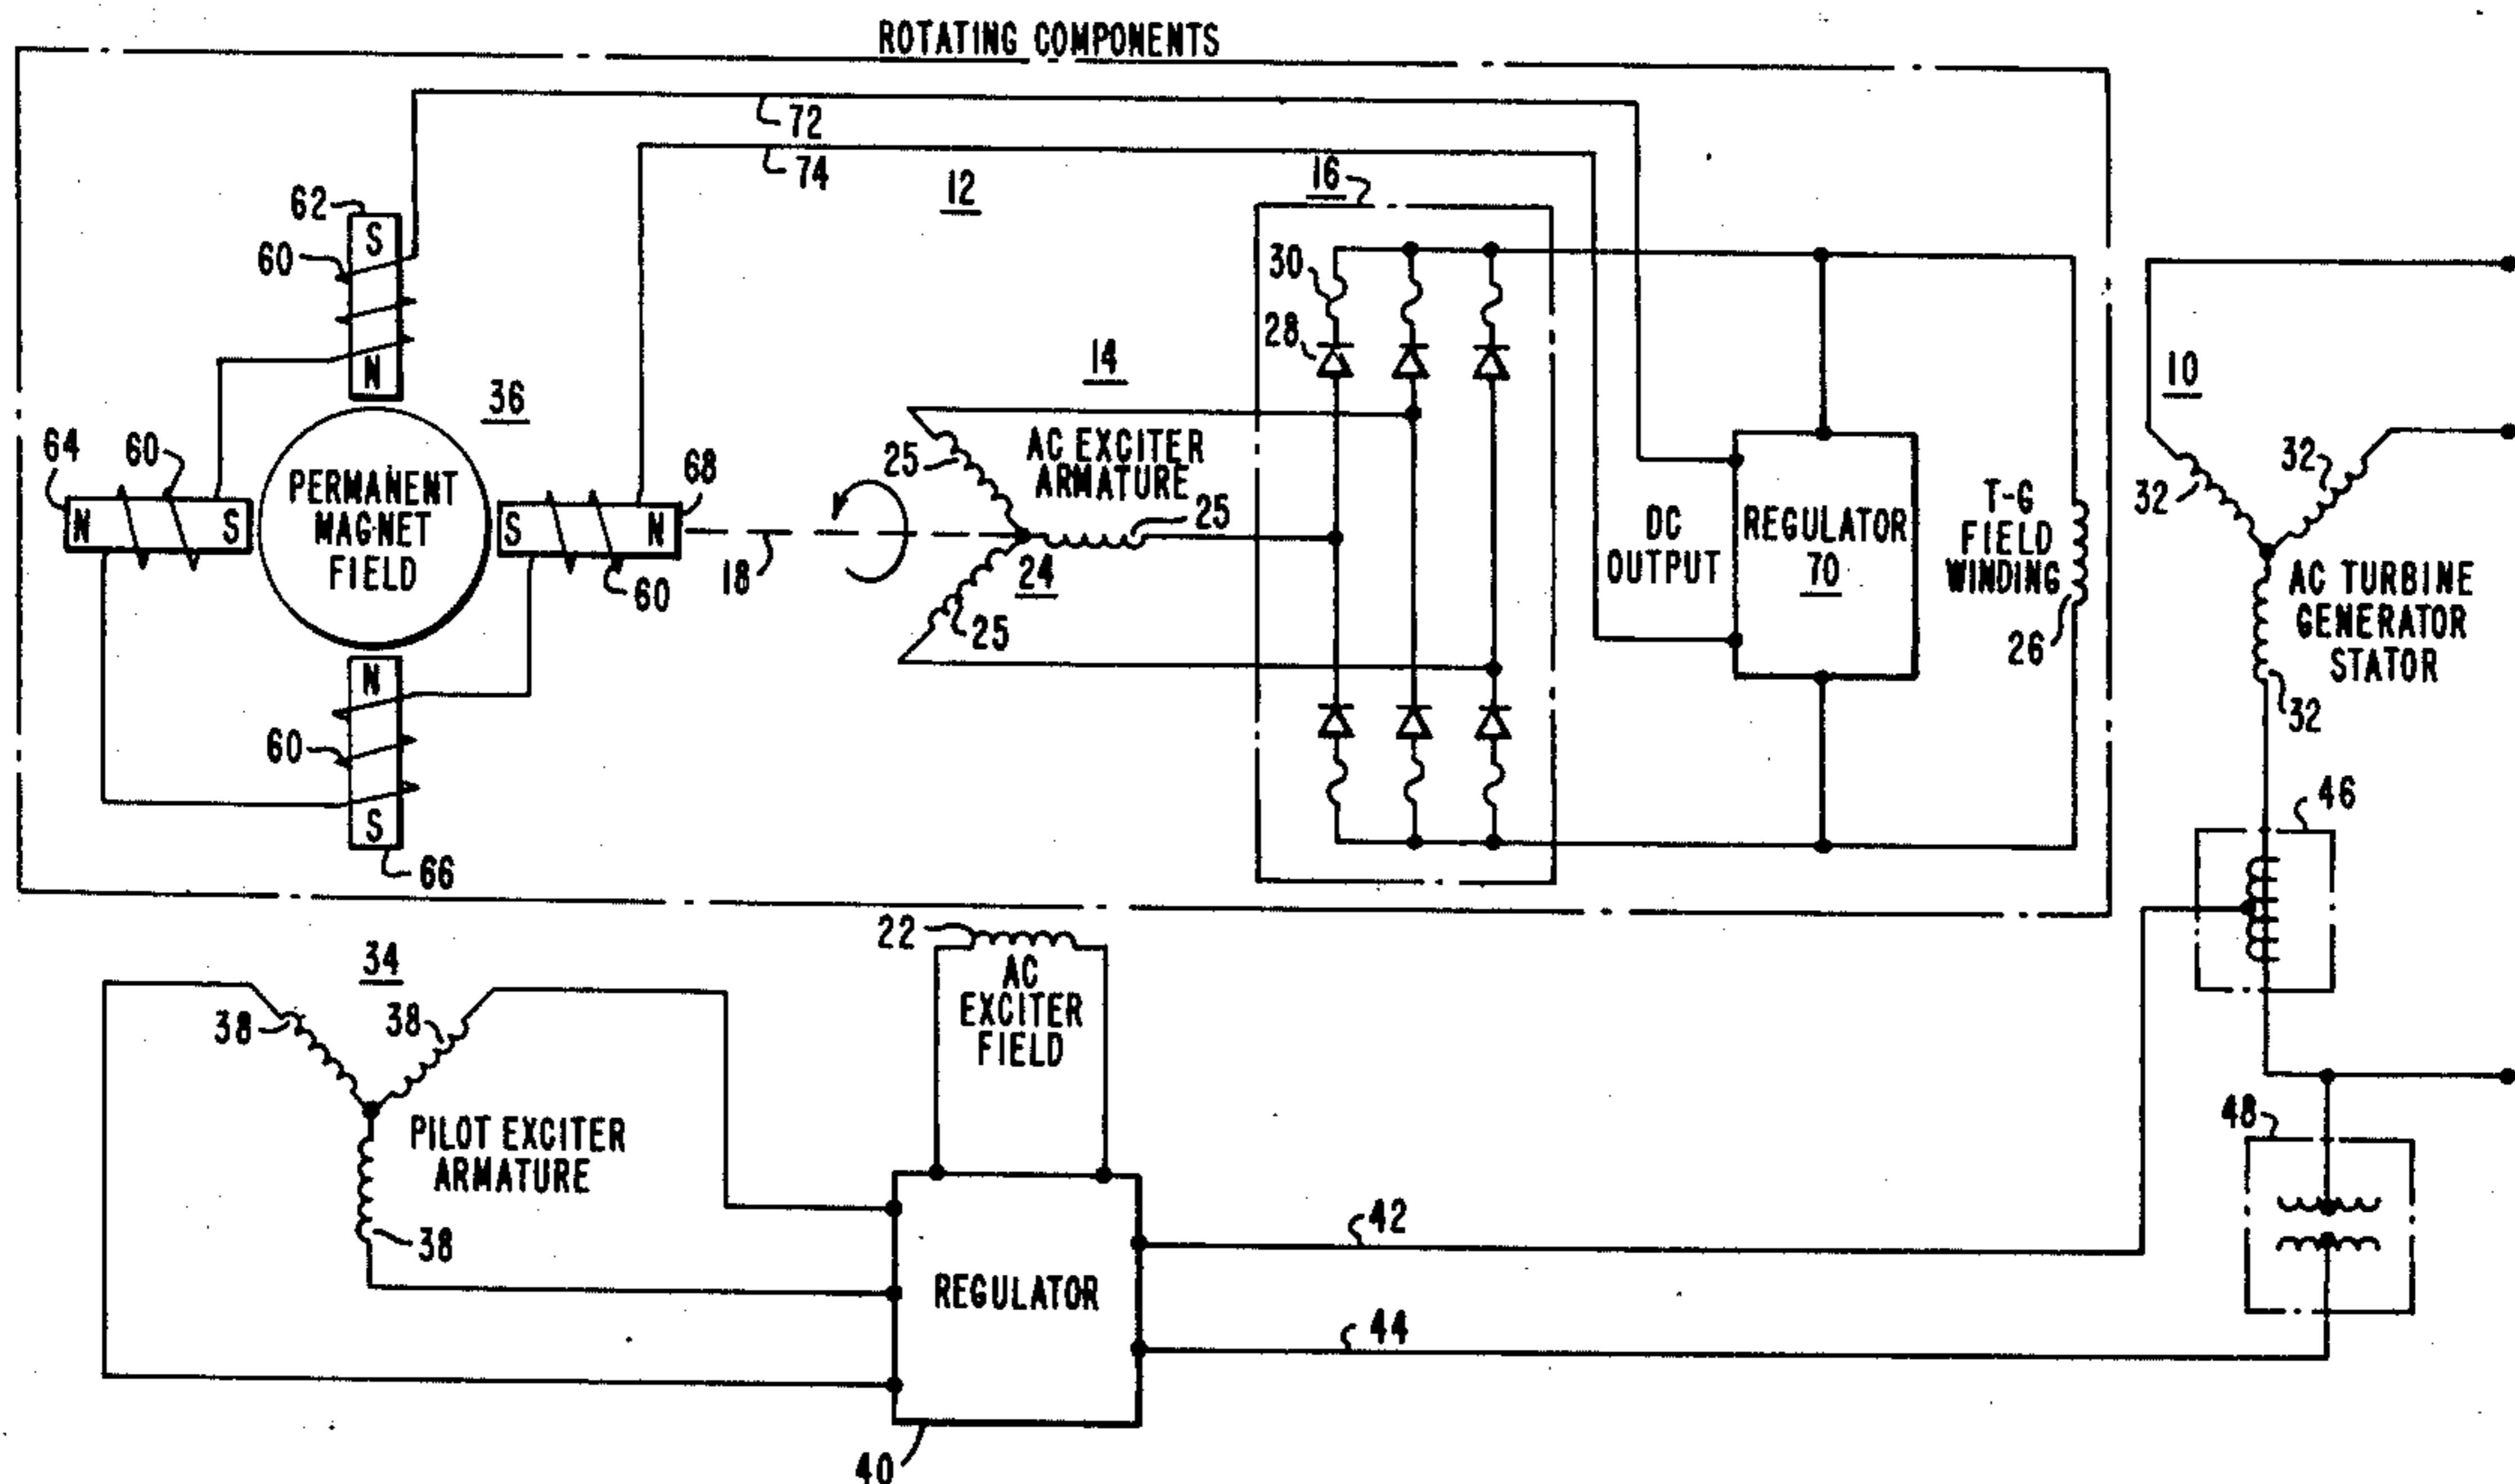 ROTATING COMPONENTS
72
74
12
16
62
S
60
N
30
28
14
10
36
64
60
N
S
PERMANENT
MAGNET
FIELD
S
N
68
60
18
25
AC EXCITER
ARMATURE
25
24
25
DC
OUTPUT
REGULATOR
70
T-G
FIELD
WINDING
26
32
32
AC TURBINE
GENERATOR
STATOR
32
N
60
S
66
46
22
AC
EXCITER
FIELD
34
38
38
PILOT EXCITER
ARMATURE
38
48
42
REGULATOR
44
40